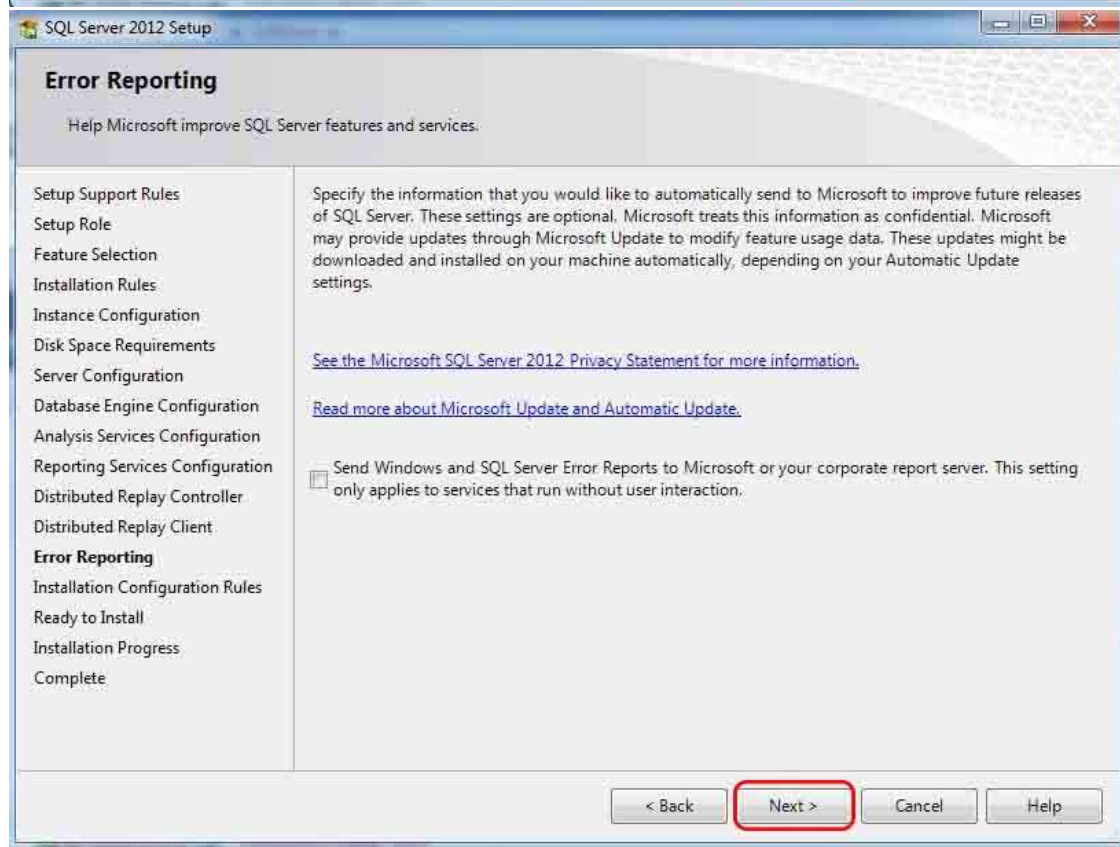 SQL Server 2012 Setup
Error Reporting
Help Microsoft improve SQL Server features and services.
Setup Support Rules
Setup Role
Feature Selection
Installation Rules
Instance Configuration
Disk Space Requirements
Server Configuration
Database Engine Configuration
Analysis Services Configuration
Reporting Services Configuration
Distributed Replay Controller
Distributed Replay Client
Error Reporting
Installation Configuration Rules
Ready to Install
Installation Progress
Complete
Specify the information that you would like to automatically send to Microsoft to improve future releases
of SQL Server. These settings are optional. Microsoft treats this information as confidential. Microsoft
may provide updates through Microsoft Update to modify feature usage data. These updates might be
downloaded and installed on your machine automatically, depending on your Automatic Update
settings.
See the Microsoft SQL Server 2012 Privacy Statement for more information.
Read more about Microsoft Update and Automatic Update.
Send Windows and SQL Server Error Reports to Microsoft or your corporate report server. This setting
only applies to services that run without user interaction.
< Back
Next >
Cancel
Help